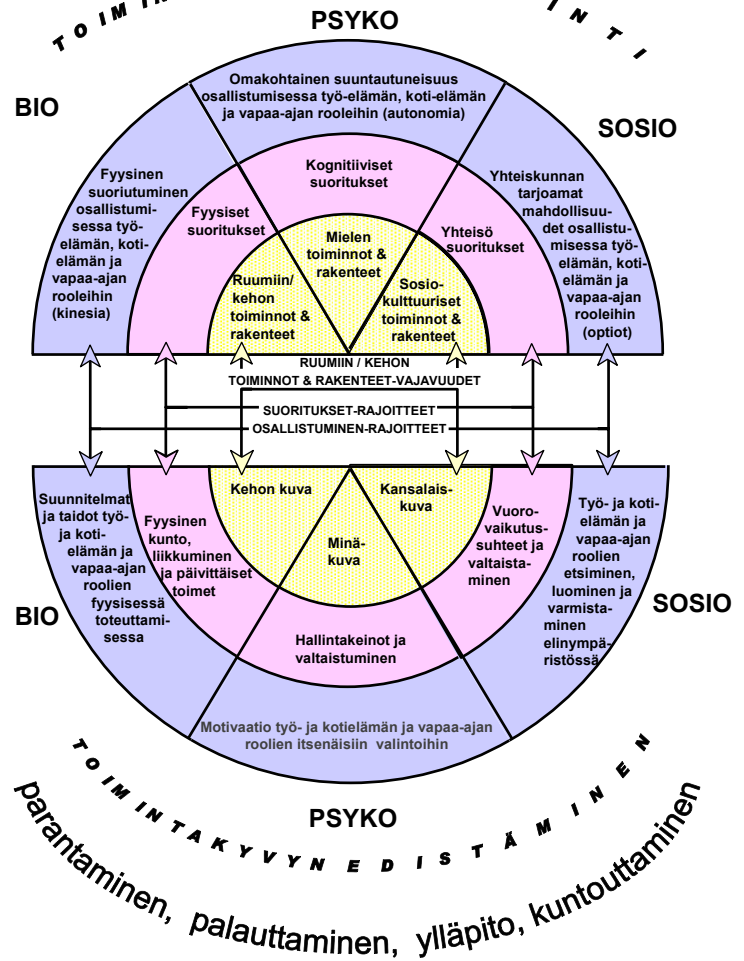 TOIMIN
INTI
PSYKO
BIO
SOSIO
Omakohtainen suuntautuneisuus
osallistumisessa työ-elämän, koti-elämän
ja vapaa-ajan rooleihin (autonomia)
Fyysinen
suoriutuminen
osallistumi-
sessa työ-
elämän, koti-
elämän ja
vapaa-ajan
rooleihin
(kinesia)
Yhteiskunnan
tarjoamat
mahdollisuu-
det osallistu-
misessa työ-
elämän, koti-
elämän ja
vapaa-ajan
rooleihin
(optiot)
Fyysiset
suoritukset
Kognitiiviset
suoritukset
Yhteisö
suoritukset
Ruumiin/
kehon
toiminnot &
rakenteet
Mielen
toiminnot &
rakenteet
Sosio-
kulttuuriset
toiminnot &
rakenteet
RUUMIIN / KEHON
TOIMINNOT & RAKENTEET-VAJAVUUDET
SUORITUKSET-RAJOITTEET
OSALLISTUMINEN-RAJOITTEET
Suunnitelmat
ja taidot työ-
ja koti-
elämän ja
vapaa-ajan
roolien
fyysisessä
toteuttami-
sessa
Fyysinen
kunto,
liikkuminen
ja päivittäiset
toimet
Kehon kuva
Minä-
kuva
Kansalais-
kuva
Vuoro-
vaikutus-
suhteet ja
valtaista-
minen
Työ- ja koti-
elämän ja
vapaa-ajan
roolien
etsiminen,
luominen ja
varmista-
minen
elinympä-
ristössä
Hallintakeinot ja
valtaistuminen
Motivaatio työ- ja kotielämän ja vapaa-ajan
roolien itsenäisiin valintoihin
BIO
SOSIO
PSYKO
TOIMINTAKYVYN EDISTÄMINEN
parantaminen, palauttaminen, ylläpito, kuntouttaminen